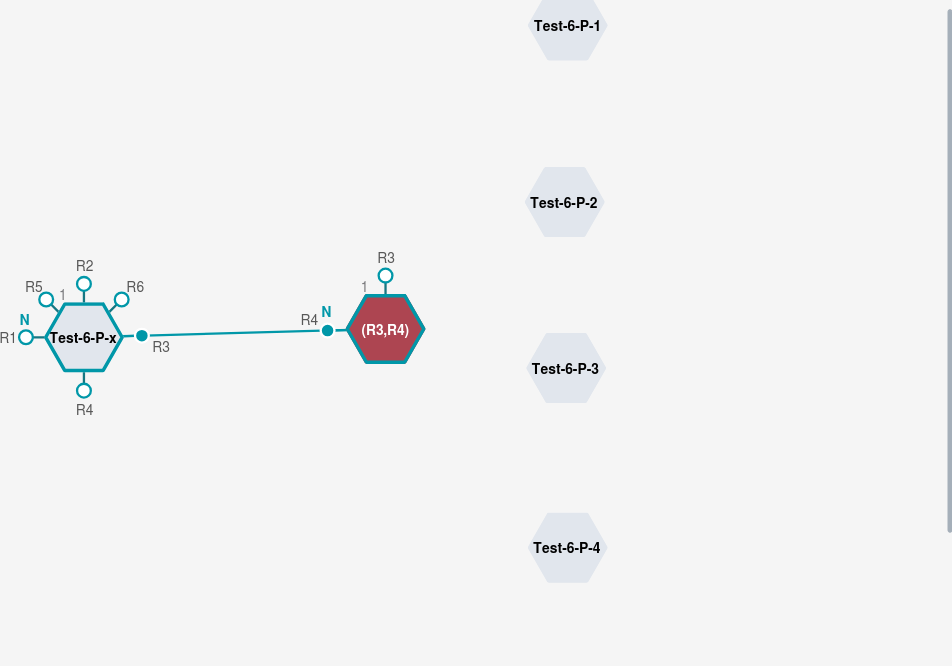 Test-6-P-1
Test-6-P-2
R2
R5
1
R6
N
R1
Test-6-P-x
R3
R4
R3
1
N
R4
(R3,R4)
Test-6-P-3
Test-6-P-4